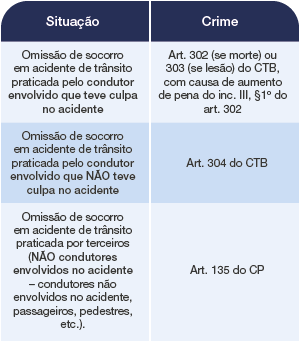 Situação
Crime
Omissão de socorro
em acidente de trânsito
praticada pelo condutor
envolvido que teve culpa
no acidente
Art. 302 (se morte) ou
303 (se lesão) do CTB,
com causa de aumento
de pena do inc. III, §1º do
art. 302
Omissão de socorro
em acidente de trânsito
praticada pelo condutor
envolvido que NÃO teve
culpa no acidente
Art. 304 do CTB
Omissão de socorro
em acidente de trânsito
praticada por terceiros
(NÃO condutores
envolvidos no acidente
– condutores não
envolvidos no acidente,
passageiros, pedestres,
etc.).
Art. 135 do CP